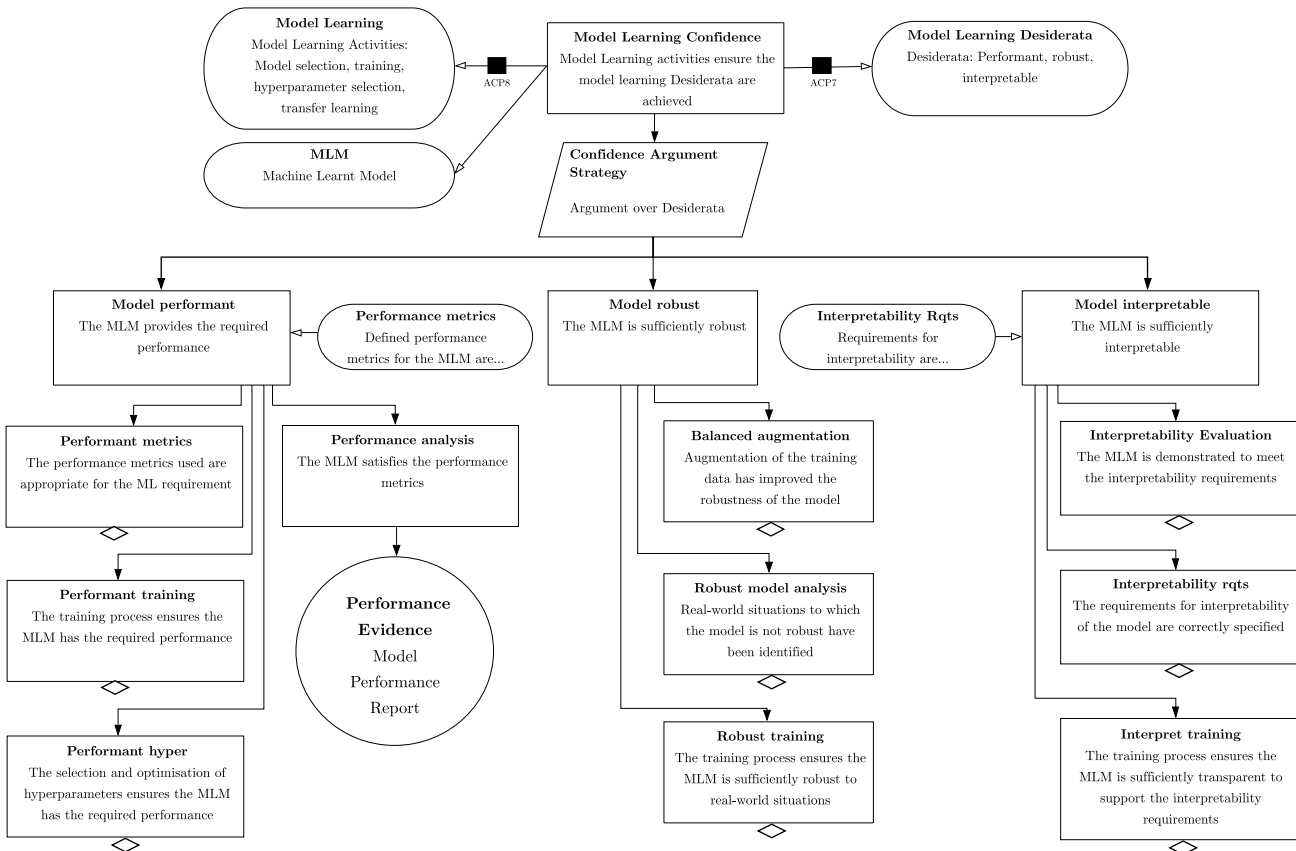 Model Learning
Model Learning Activities:
Model selection, training,
hyperparameter selection,
transfer learning
ACP8
Model Learning Confidence
Model Learning activities ensure the
model learning Desiderata are
achieved
ACP7
Model Learning Desiderata
Desiderata: Performant, robust,
interpretable
MLM
Machine Learnt Model
Confidence Argument
Strategy
Argument over Desiderata
Model performant
The MLM provides the required
performance
Performance metrics
Defined performance
metrics for the MLM are...
Model robust
The MLM is sufficiently robust
Interpretability Rqts
Requirements for
interpretability are...
Model interpretable
The MLM is sufficiently
interpretable
Performant metrics
The performance metrics used are
appropriate for the ML requirement
Performance analysis
The MLM satisfies the performance
metrics
Balanced augmentation
Augmentation of the training
data has improved the
robustness of the model
Interpretability Evaluation
The MLM is demonstrated to meet
the interpretability requirements
Performant training
The training process ensures the
MLM has the required performance
Performance
Evidence
Model
Performance
Report
Robust model analysis
Real-world situations to which
the model is not robust have
been identified
Interpretability rqts
The requirements for interpretability
of the model are correctly specified
Performant hyper
The selection and optimisation of
hyperparameters ensures the MLM
has the required performance
Robust training
The training process ensures the
MLM is sufficiently robust to
real-world situations
Interpret training
The training process ensures the
MLM is sufficiently transparent to
support the interpretability
requirements